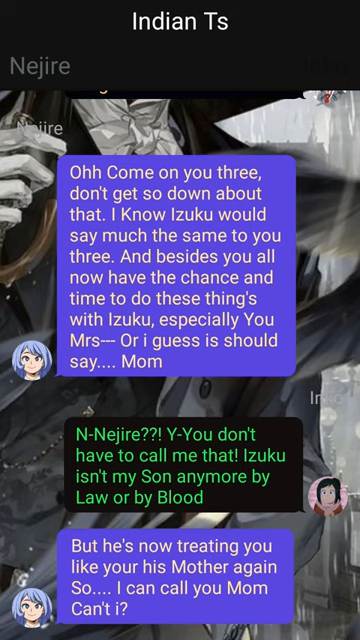 Indian Ts
Nejire
Inko
Nejire
Ohh Come on you three,
don't get so down about
that. I Know Izuku would
say much the same to you
three. And besides you all
now have the chance and
time to do these thing's
with Izuku, especially You
Mrs--- Or i guess is should
say.... Mom
N-Nejire??! Y-You don't
have to call me that! Izuku
isn't my Son anymore by
Law or by Blood
But he's now treating you
like your his Mother again
So.... I can call you Mom
Can't i?